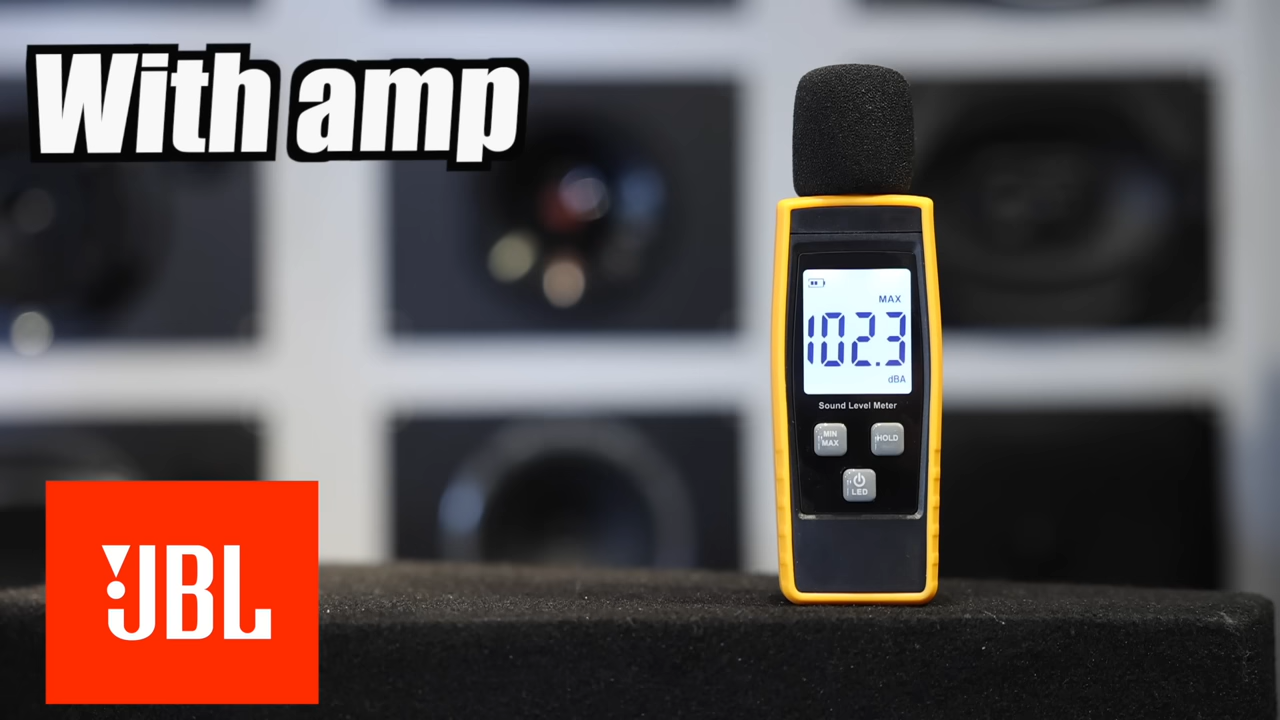 With amp
MAX
102.3
dBA
Sound Level Meter
MIN
MAX
HOLD
LED
JBL